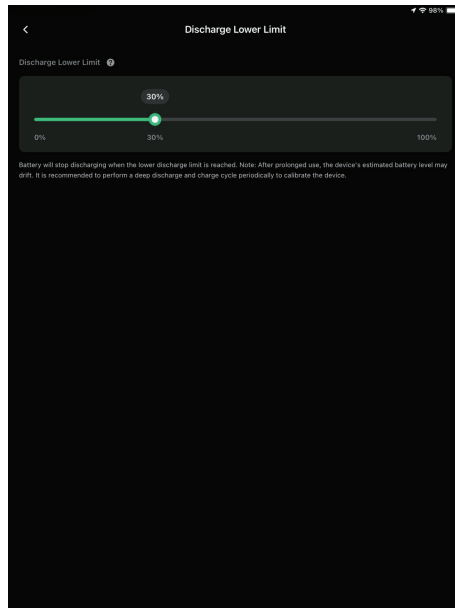 98%
Discharge Lower Limit
Discharge Lower Limit ?
30%
0% 30% 100%
Battery will stop discharging when the lower discharge limit is reached. Note: After prolonged use, the device's estimated battery level may
drift. It is recommended to perform a deep discharge and charge cycle periodically to calibrate the device.